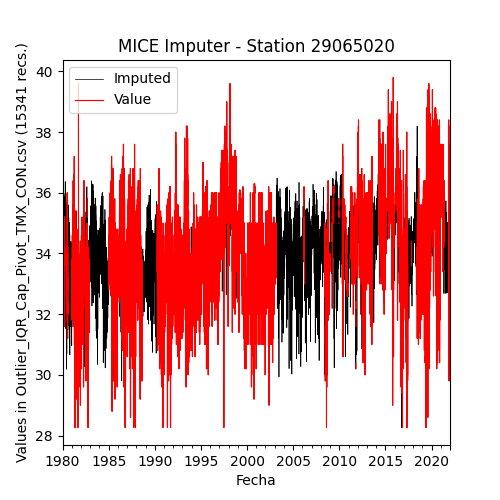 MICE Imputer - Station 29065020
Values in Outlier_IQR_Cap_Pivot_TMX_CON.csv (15341 recs.)
Imputed
Value
40
38
36
34
32
30
28
1980 1985 1990 1995 2000 2005 2010 2015 2020
Fecha